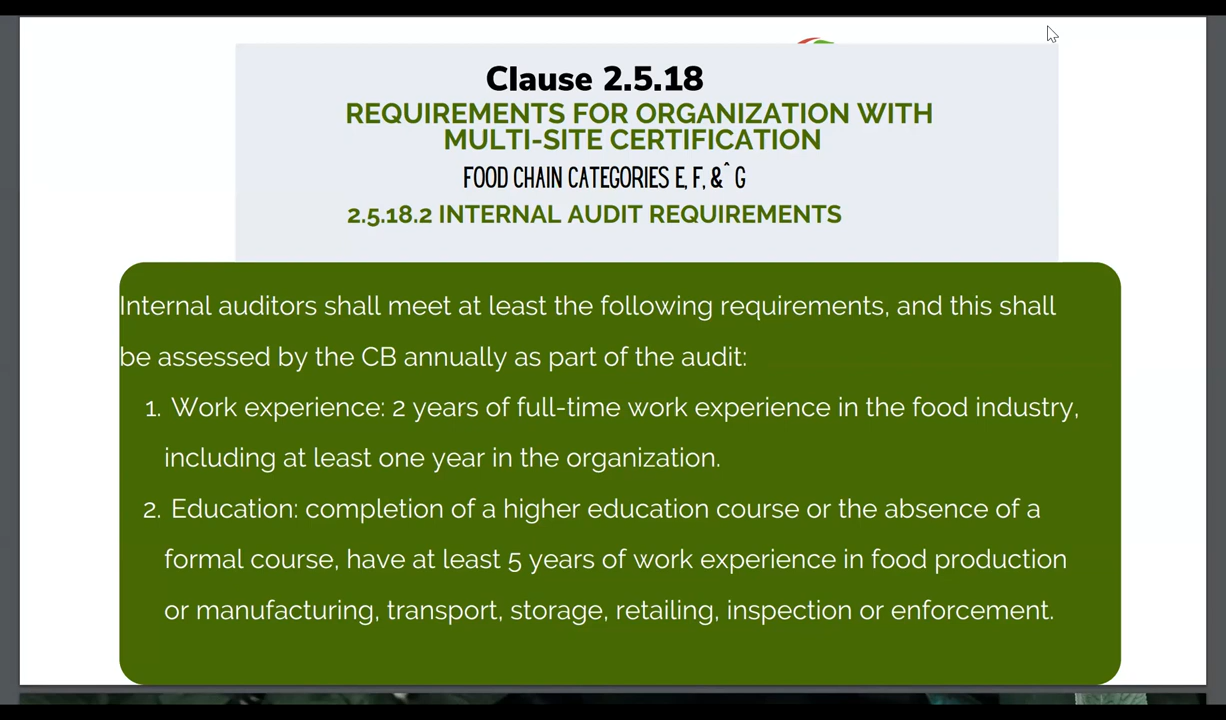 Clause 2.5.18
REQUIREMENTS FOR ORGANIZATION WITH
MULTI-SITE CERTIFICATION
FOOD CHAIN CATEGORIES E, F, &^ G
2.5.18.2 INTERNAL AUDIT REQUIREMENTS
Internal auditors shall meet at least the following requirements, and this shall
be assessed by the CB annually as part of the audit:
1. Work experience: 2 years of full-time work experience in the food industry,
including at least one year in the organization.
2. Education: completion of a higher education course or the absence of a
formal course, have at least 5 years of work experience in food production
or manufacturing, transport, storage, retailing, inspection or enforcement.